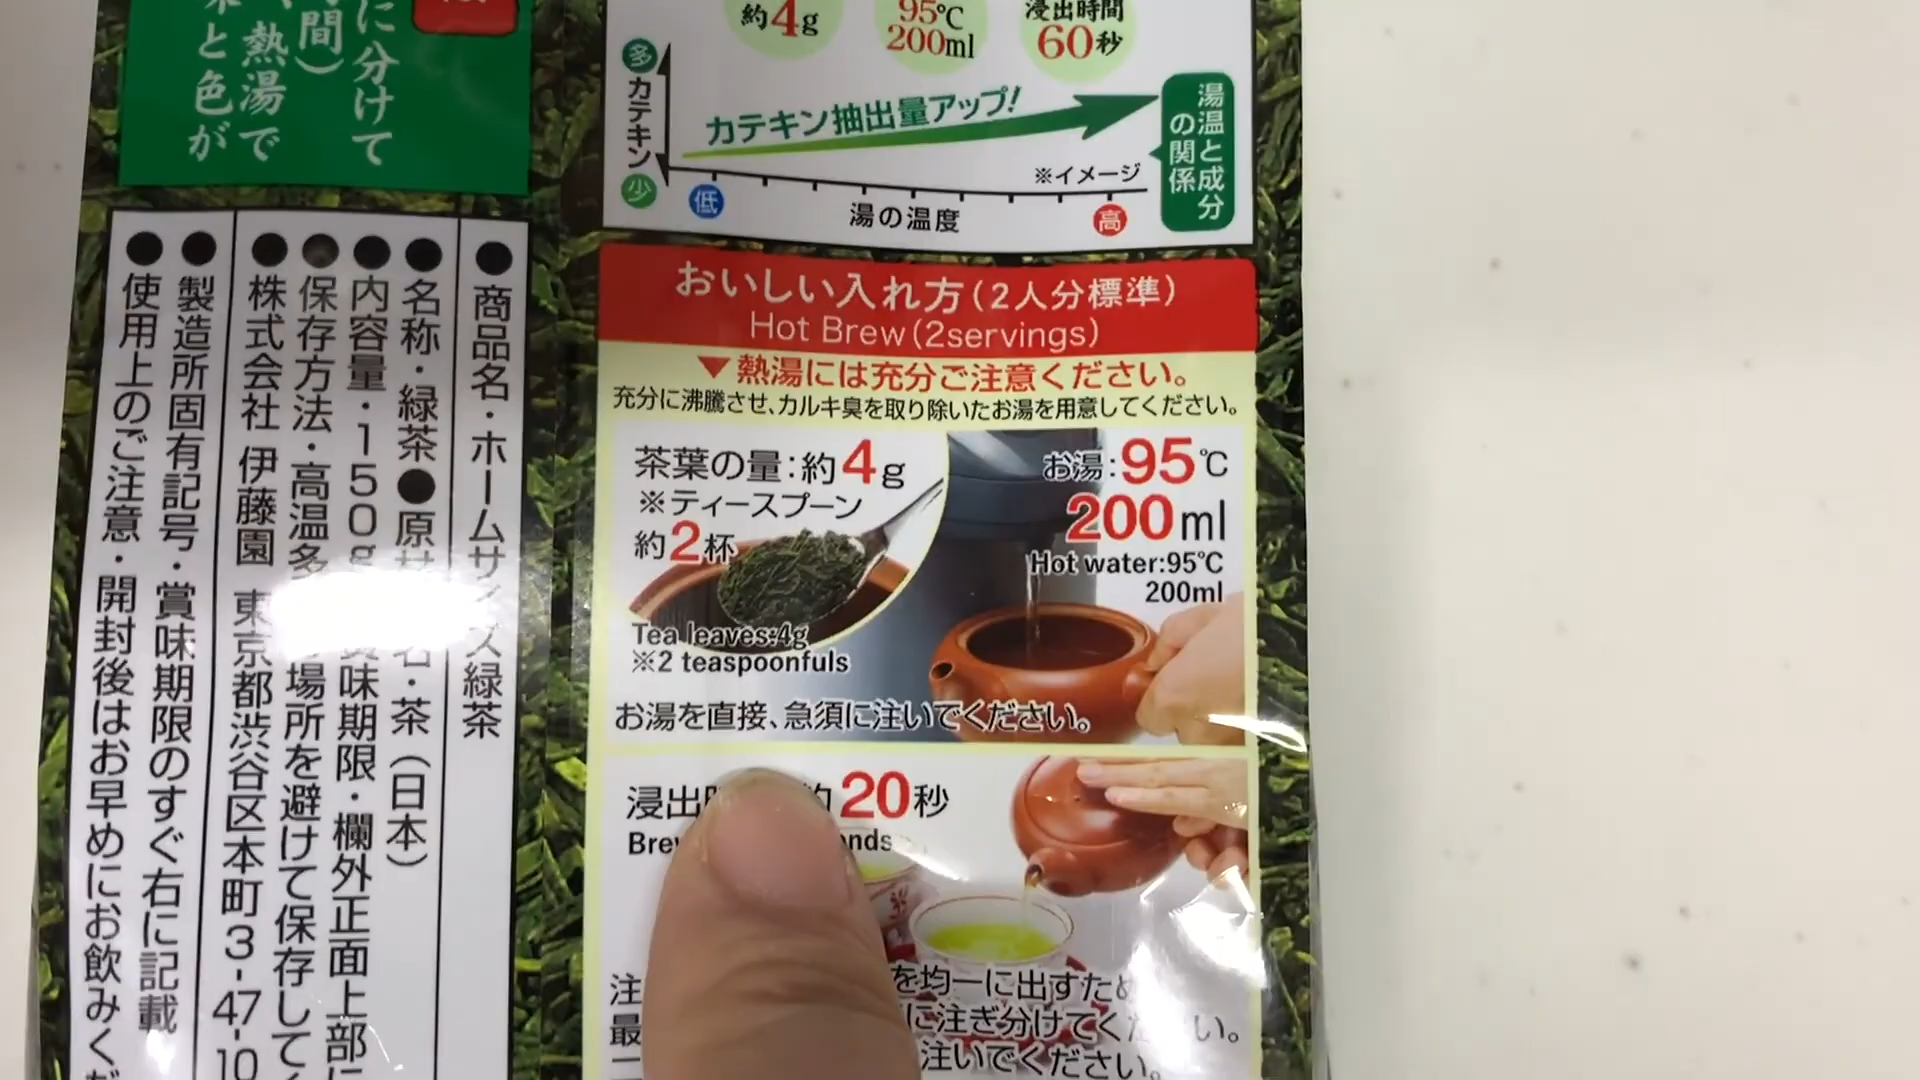 約4g
95℃
200ml
浸出時間
60秒
多
カテキン
少
カテキン抽出量アップ!
湯温と成分
の関係
※イメージ
低
湯の温度
高
おいしい入れ方(2人分標準)
Hot Brew(2servings)
▼熱湯には充分ご注意ください。
充分に沸騰させ、カルキ臭を取り除いたお湯を用意してください。
茶葉の量:約4g
※ティースプーン
約2杯
Tea leaves:4g
※2 teaspoonfuls
お湯:95℃
200ml
Hot water:95℃
200ml
お湯を直接、急須に注いでください。
浸出 20秒
を均一に出すため
に注ぎ分けてく い。
注いでください。
に分けて
間)
熱湯で
と色が
●商品名・ホームサイズ緑茶
●名称・緑茶●原 名・茶(日本)
●内容量・150g 味期限・欄外正面上部に
●保存方法・高温多 場所を避けて保存して
●株式会社 伊藤園 東京都渋谷区本町3-47-10
●製造所固有記号・賞味期限のすぐ右に記載
●使用上のご注意・開封後はお早めにお飲みくだ